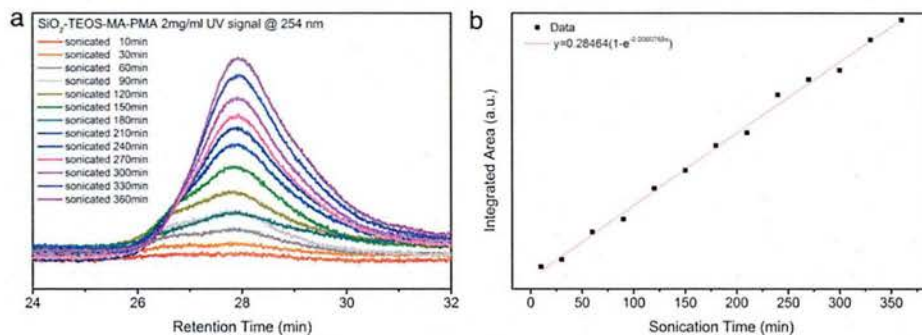 a
SiO2-TEOS-MA-PMA 2mg/ml UV signal @ 254 nm
sonicated 10min
sonicated 30min
sonicated 60min
sonicated 90min
sonicated 120min
sonicated 150min
sonicated 180min
sonicated 210min
sonicated 240min
sonicated 270min
sonicated 300min
sonicated 330min
sonicated 360min
24 26 28 30 32
Retention Time (min)
b
Data
y=0.28464(1-e
Integrated Area (a.u.)
0 50 100 150 200 250 300 350
Sonication Time (min)